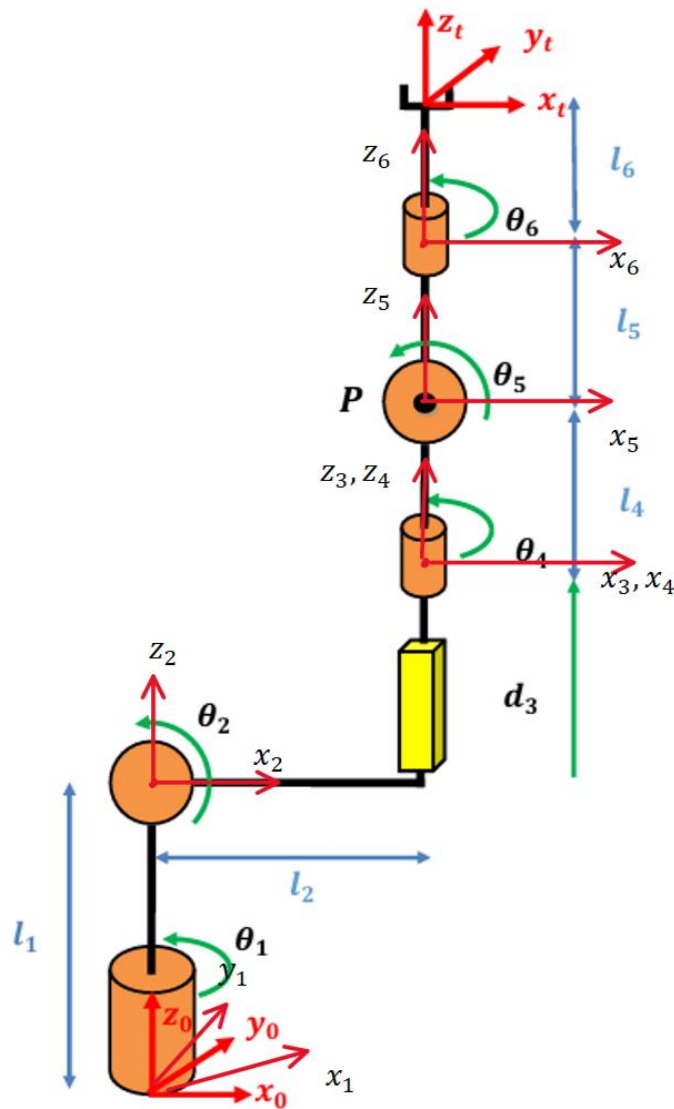 z_t
y_t
x_t
z_6
l_6
θ_6
x_6
z_5
l_5
θ_5
P
x_5
z_3, z_4
l_4
θ_4
x_3, x_4
z_2
d_3
θ_2
x_2
l_2
l_1
θ_1
y_1
z_0
y_0
x_1
x_0